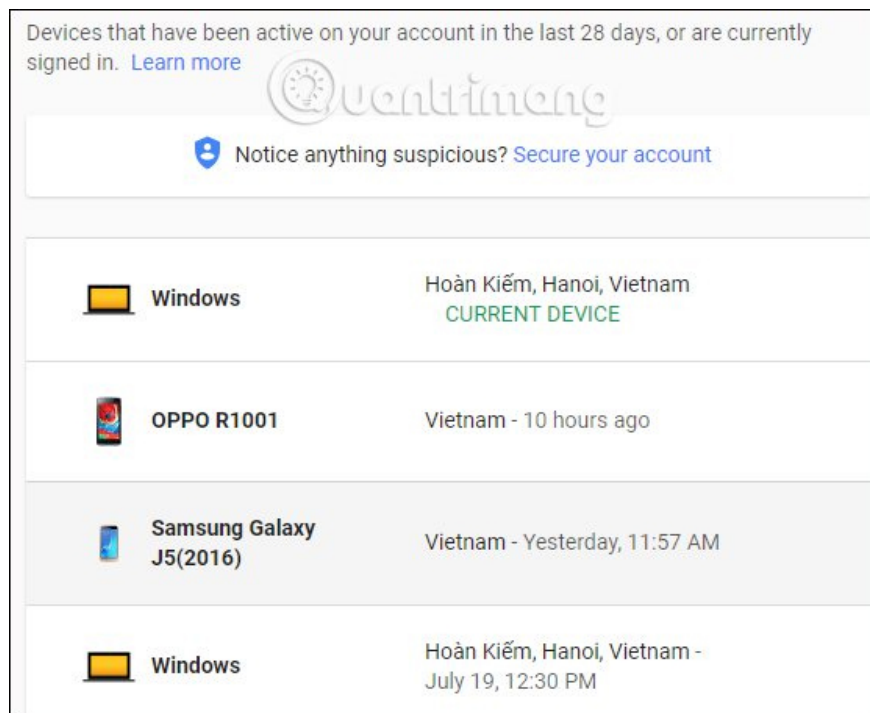 Devices that have been active on your account in the last 28 days, or are currently
signed in. Learn more
Quantrimang
Notice anything suspicious? Secure your account
Windows
Hoàn Kiếm, Hanoi, Vietnam
CURRENT DEVICE
OPPO R1001
Vietnam - 10 hours ago
Samsung Galaxy
J5(2016)
Vietnam - Yesterday, 11:57 AM
Windows
Hoàn Kiếm, Hanoi, Vietnam -
July 19, 12:30 PM